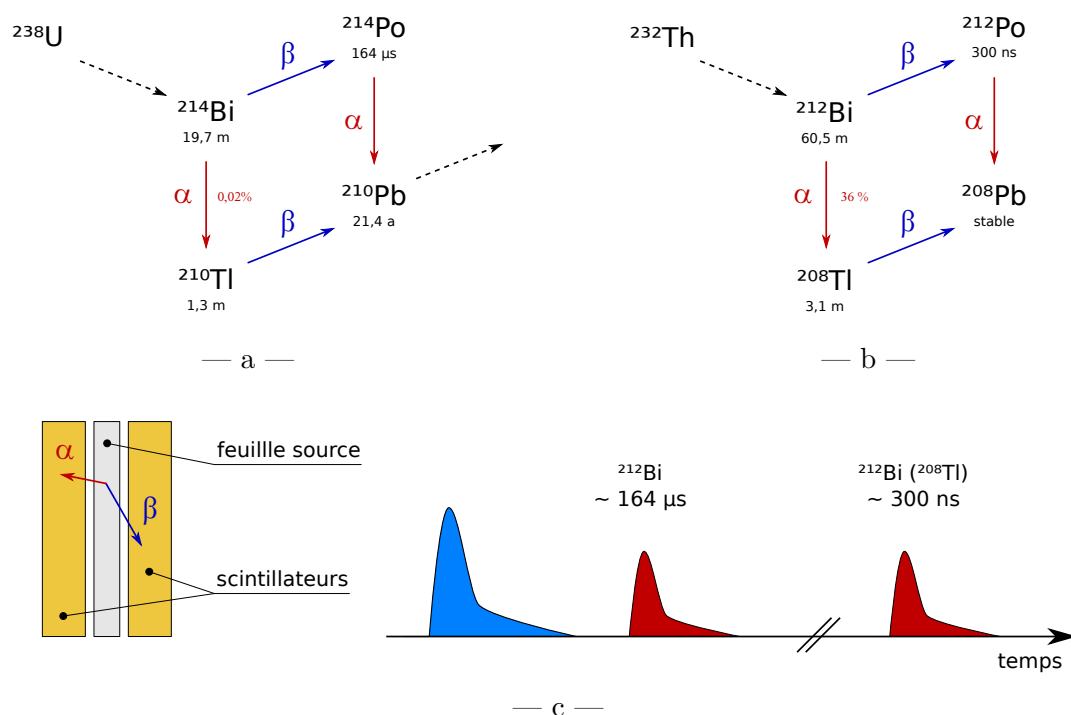 ²³⁸U
²¹⁴Po
164 µs
β
²¹⁴Bi
19,7 m
α
α
0,02%
²¹⁰Pb
21,4 a
β
²¹⁰Tl
1,3 m
— a —
²³²Th
²¹²Po
300 ns
β
²¹²Bi
60,5 m
α
α
36 %
²⁰⁸Pb
stable
β
²⁰⁸Tl
3,1 m
— b —
α
β
feuillle source
scintillateurs
²¹²Bi
~ 164 µs
²¹²Bi (²⁰⁸Tl)
~ 300 ns
temps
— c —